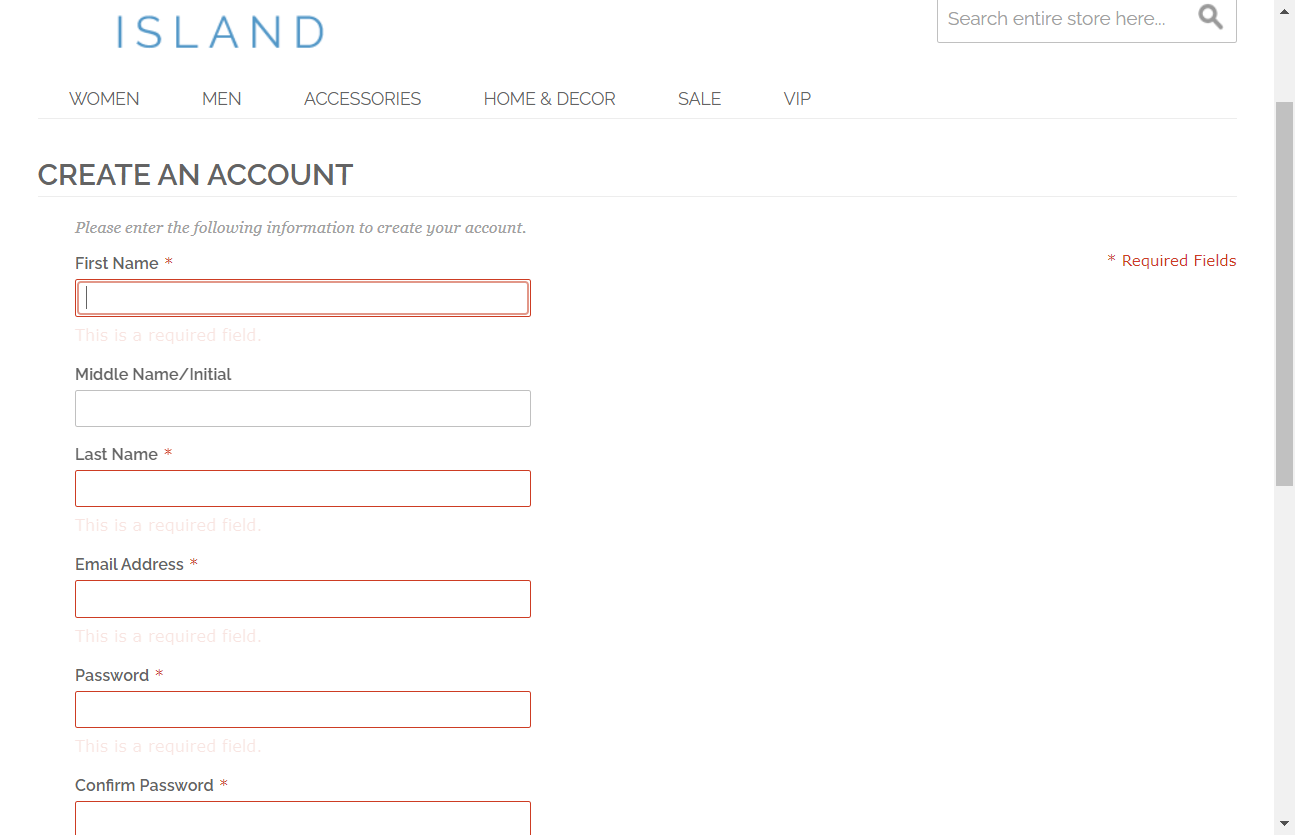 ISLAND
Search entire store here...
WOMEN MEN ACCESSORIES HOME & DECOR SALE VIP
CREATE AN ACCOUNT
Please enter the following information to create your account.
First Name *
* Required Fields
This is a required field.
Middle Name/Initial
Last Name *
This is a required field.
Email Address *
This is a required field.
Password *
This is a required field.
Confirm Password *